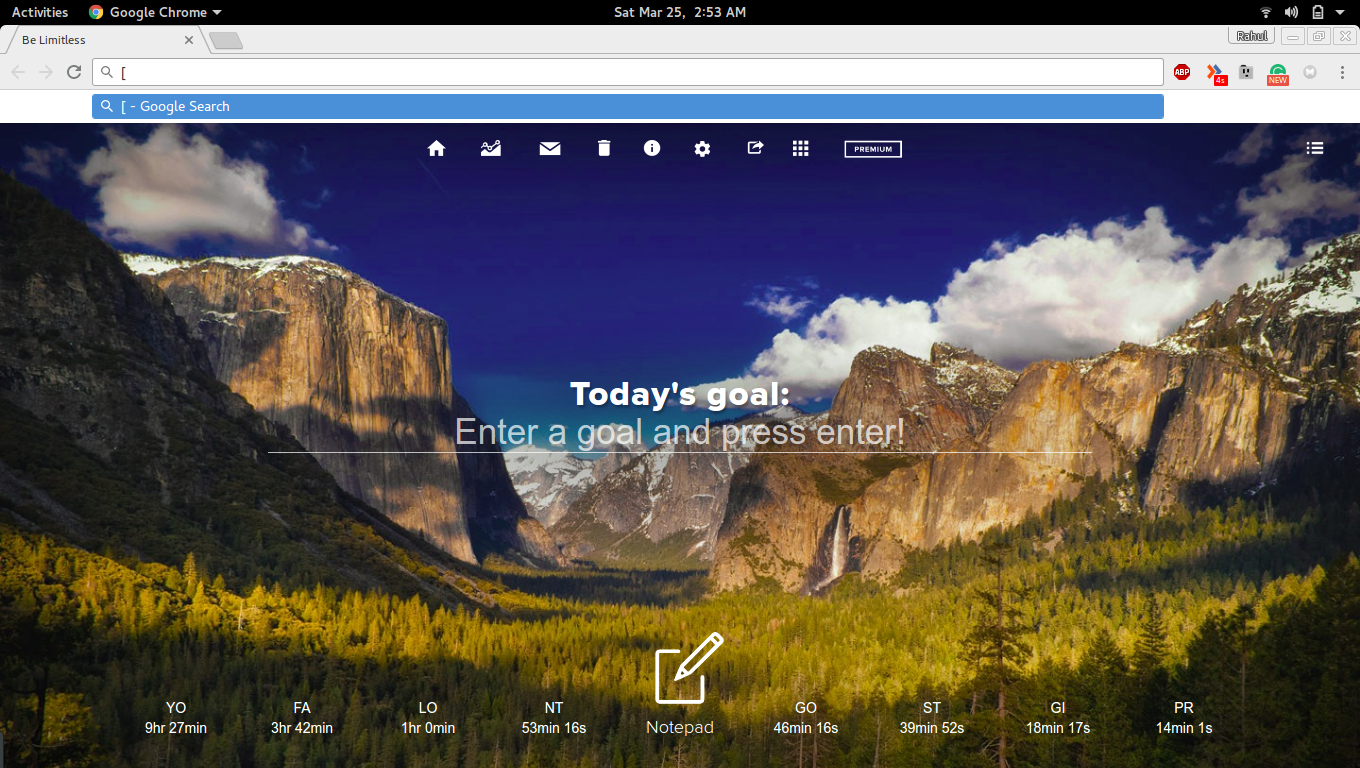 Activities Google Chrome Sat Mar 25, 2:53 AM
Be Limitless Rahul
[
ABP 4s NEW
[ - Google Search
PREMIUM
Today's goal:
Enter a goal and press enter!
YO FA LO NT GO ST GI PR
9hr 27min 3hr 42min 1hr 0min 53min 16s Notepad 46min 16s 39min 52s 18min 17s 14min 1s